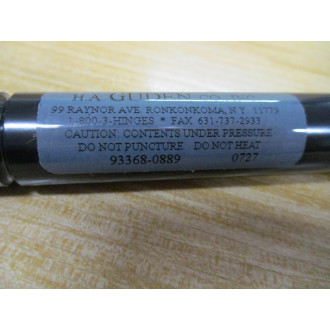 H.A. GUDEN CO., INC.
99 RAYNOR AVE. RONKONKOMA, N.Y. 11779
1-800-3-HINGES * FAX 631-737-2933
CAUTION: CONTENTS UNDER PRESSURE
DO NOT PUNCTURE DO NOT HEAT
93368-0889 0727